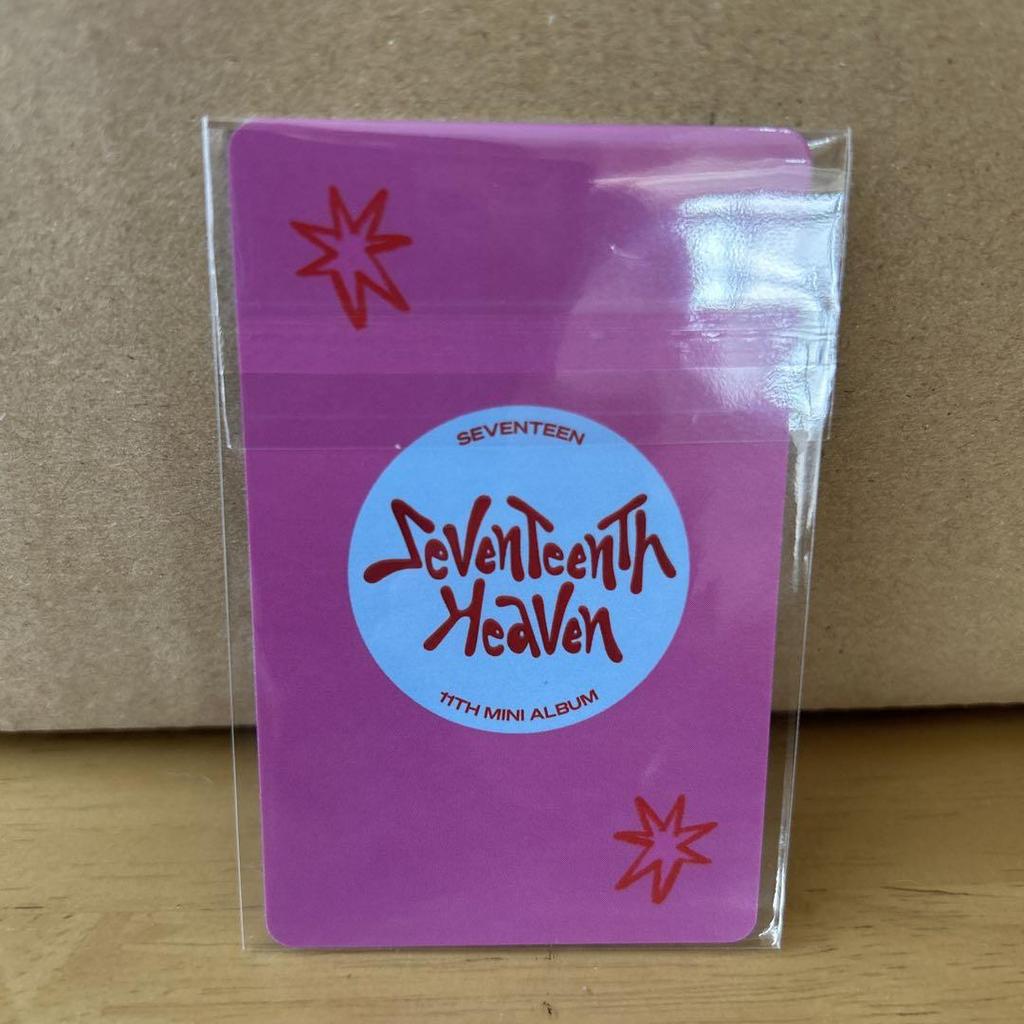 SEVENTEEN
SevenTeenTh
Heaven
11TH MINI ALBUM